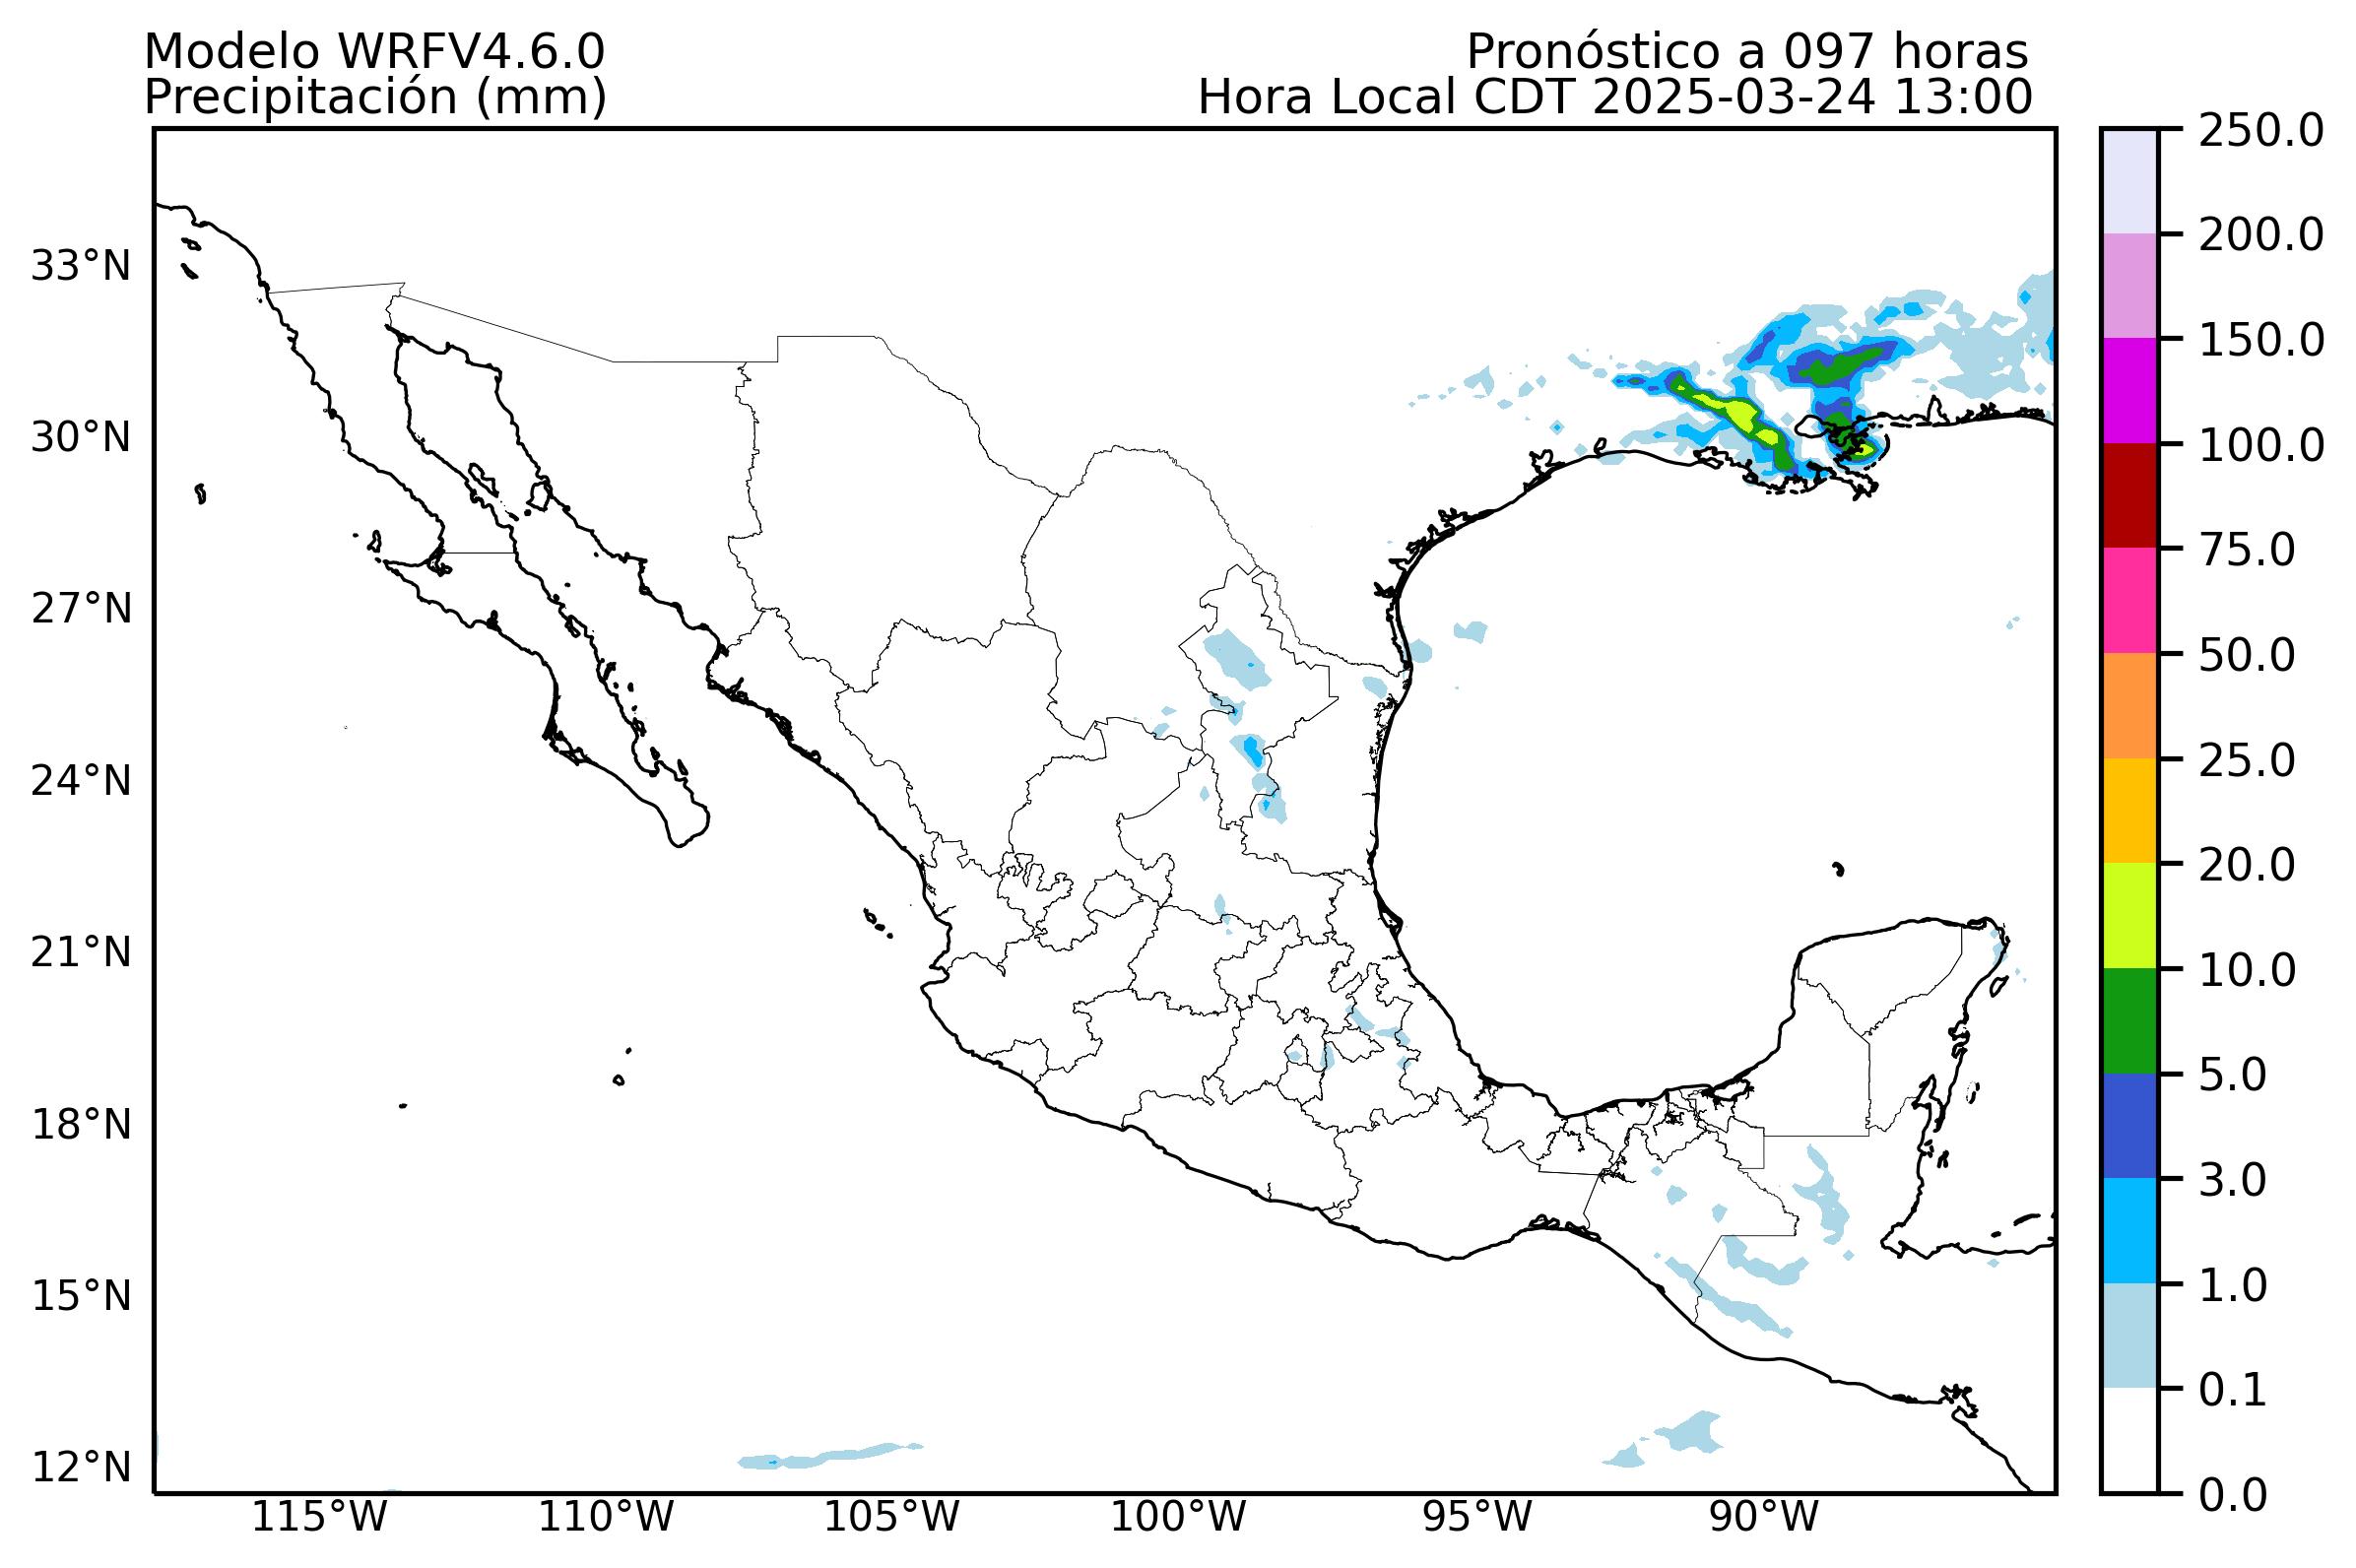 Modelo WRFV4.6.0
Pronóstico a 097 horas
Precipitación (mm)
Hora Local CDT 2025-03-24 13:00
33°N
30°N
27°N
24°N
21°N
18°N
15°N
12°N
115°W
110°W
105°W
100°W
95°W
90°W
250.0
200.0
150.0
100.0
75.0
50.0
25.0
20.0
10.0
5.0
3.0
1.0
0.1
0.0